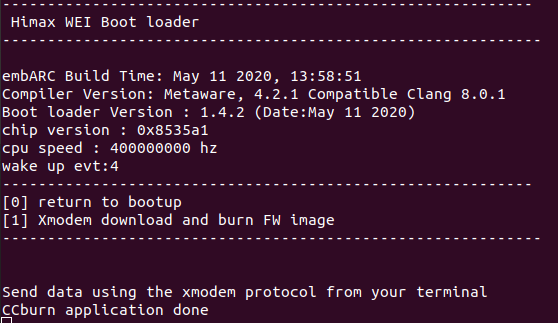 -----------------------------------------------------------
Himax WEI Boot loader
------------------------------------------------------------
embARC Build Time: May 11 2020, 13:58:51
Compiler Version: Metaware, 4.2.1 Compatible Clang 8.0.1
Boot loader Version : 1.4.2 (Date:May 11 2020)
chip version : 0x8535a1
cpu speed : 400000000 hz
wake up evt:4
-----------------------------------------------------------
[0] return to bootup
[1] Xmodem download and burn FW image
------------------------------------------------------------
Send data using the xmodem protocol from your terminal
CCburn application done